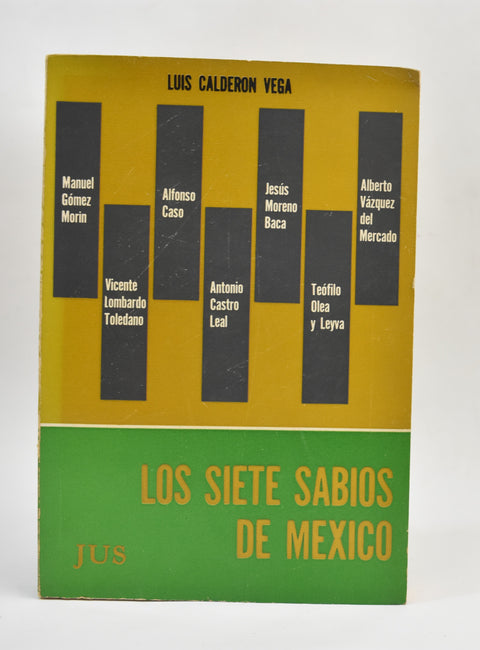 LUIS CALDERON VEGA
Manuel
Gómez
Morin
Vicente
Lombardo
Toledano
Alfonso
Caso
Antonio
Castro
Leal
Jesús
Moreno
Baca
Teófilo
Olea
y Leyva
Alberto
Vázquez
del
Mercado
LOS SIETE SABIOS
DE MEXICO
JUS